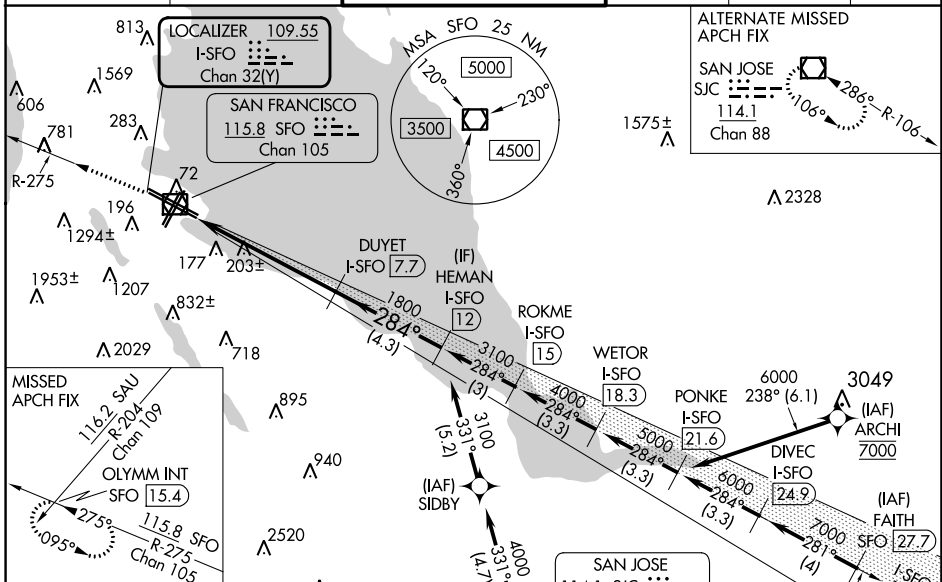 LOCALIZER 109.55
I-SFO
Chan 32(Y)
SAN FRANCISCO
115.8 SFO
Chan 105
MSA SFO 25 NM
120°
230°
360°
5000
3500
4500
ALTERNATE MISSED
APCH FIX
SAN JOSE
SJC
114.1
Chan 88
286°
R-106
106°
813
1569
606
781
283
R-275
72
196
1294±
177
203±
1953±
1207
832±
2029
718
895
940
2520
1575±
2328
3049
DUYET
I-SFO 7.7
(IF)
HEMAN
I-SFO
12
ROKME
I-SFO
15
WETOR
I-SFO
18.3
PONKE
I-SFO
21.6
DIVEC
I-SFO
24.9
(IAF)
ARCHI
7000
(IAF)
FAITH
SFO 27.7
I-SFO
6000
238° (6.1)
1800
284°
(4.3)
3100
284°
(3)
4000
284°
(3.3)
5000
284°
(3.3)
6000
284°
(3.3)
7000
281°
(4)
3100
331°
(5.2)
(IAF)
SIDBY
4000
331°
MISSED
APCH FIX
116.2 SAU
R-204
Chan 109
OLYMM INT
SFO 15.4
275°
095°
115.8 SFO
R-275
Chan 105
SAN JOSE